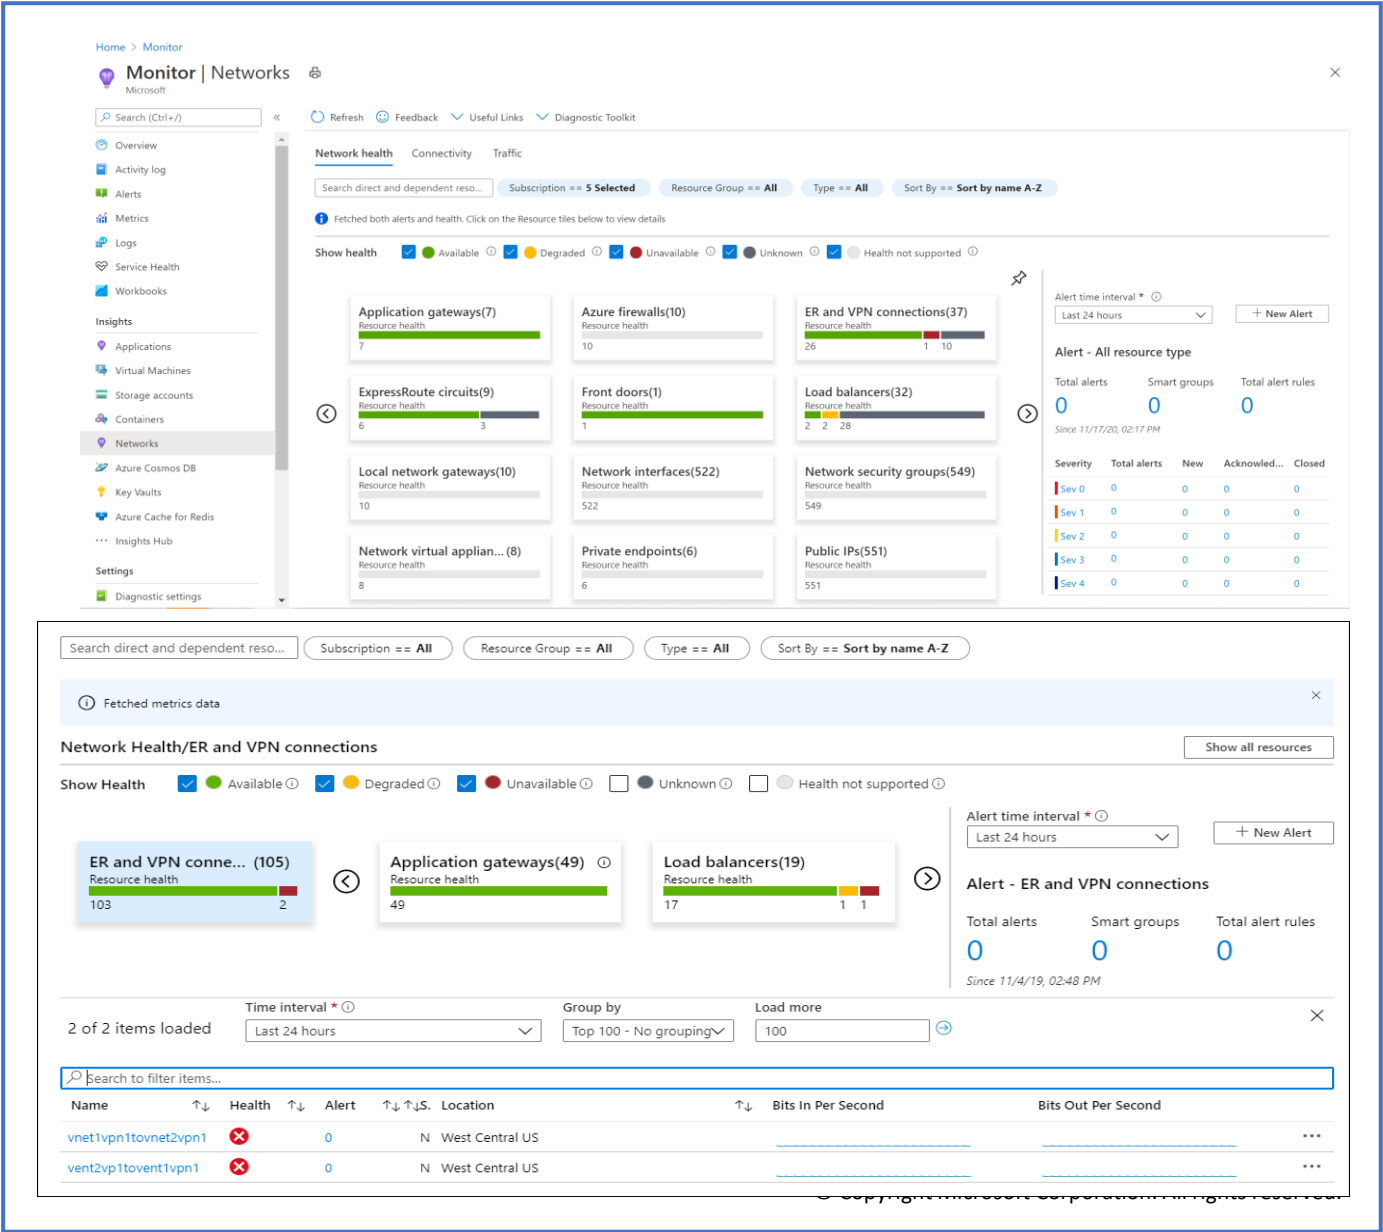 Home > Monitor
Monitor | Networks
Microsoft
Search (Ctrl+/)
«
Refresh Feedback Useful Links Diagnostic Toolkit
Overview
Activity log
Alerts
Metrics
Logs
Service Health
Workbooks
Insights
Applications
Virtual Machines
Storage accounts
Containers
Networks
Azure Cosmos DB
Key Vaults
Azure Cache for Redis
Insights Hub
Settings
Diagnostic settings
Network health Connectivity Traffic
Search direct and dependent reso... Subscription == 5 Selected Resource Group == All Type == All Sort By == Sort by name A-Z
Fetched both alerts and health. Click on the Resource tiles below to view details
Show health Available Degraded Unavailable Unknown Health not supported
Application gateways(7)
Resource health
7
Azure firewalls(10)
Resource health
10
ER and VPN connections(37)
Resource health
26 1 10
ExpressRoute circuits(9)
Resource health
6 3
Front doors(1)
Resource health
1
Load balancers(32)
Resource health
2 2 28
Local network gateways(10)
Resource health
10
Network interfaces(522)
Resource health
522
Network security groups(549)
Resource health
549
Network virtual applian... (8)
Resource health
8
Private endpoints(6)
Resource health
6
Public IPs(551)
Resource health
551
Alert time interval *
Last 24 hours
+ New Alert
Alert - All resource type
Total alerts Smart groups Total alert rules
0 0 0
Since 11/17/20, 02:17 PM
Severity Total alerts New Acknowled... Closed
Sev 0 0 0 0 0
Sev 1 0 0 0 0
Sev 2 0 0 0 0
Sev 3 0 0 0 0
Sev 4 0 0 0 0
Search direct and dependent reso... Subscription == All Resource Group == All Type == All Sort By == Sort by name A-Z
Fetched metrics data
Network Health/ER and VPN connections
Show all resources
Show Health Available Degraded Unavailable Unknown Health not supported
ER and VPN conne... (105)
Resource health
103 2
Application gateways(49)
Resource health
49
Load balancers(19)
Resource health
17 1 1
Alert time interval *
Last 24 hours
+ New Alert
Alert - ER and VPN connections
Total alerts Smart groups Total alert rules
0 0 0
Since 11/4/19, 02:48 PM
2 of 2 items loaded
Time interval *
Last 24 hours
Group by
Top 100 - No grouping
Load more
100
Search to filter items...
Name Health Alert S. Location Bits In Per Second Bits Out Per Second
vnet1vpn1tovnet2vpn1 0 N West Central US
vent2vp1tovent1vpn1 0 N West Central US
© Copyright Microsoft Corporation. All rights reserved.